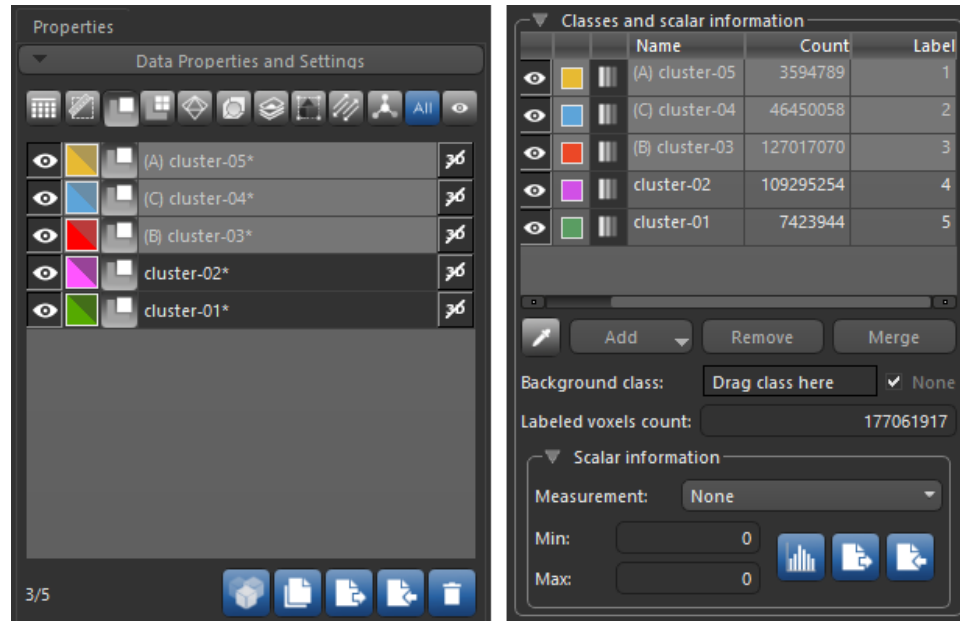 Properties
Data Properties and Settings
All
(A) cluster-05*
(C) cluster-04*
(B) cluster-03*
cluster-02*
cluster-01*
3/5
Classes and scalar information
Name Count Label
(A) cluster-05 3594789 1
(C) cluster-04 46450058 2
(B) cluster-03 127017070 3
cluster-02 109295254 4
cluster-01 7423944 5
Add Remove Merge
Background class: Drag class here None
Labeled voxels count: 177061917
Scalar information
Measurement: None
Min: 0
Max: 0